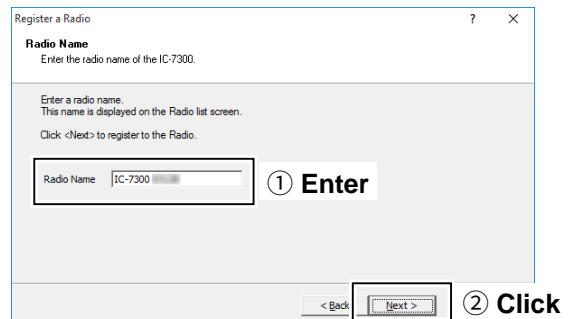 Register a Radio ? X
Radio Name
Enter the radio name of the IC-7300.
Enter a radio name.
This name is displayed on the Radio list screen.
Click <Next> to register to the Radio.
Radio Name IC-7300
① Enter
< Back Next >
② Click